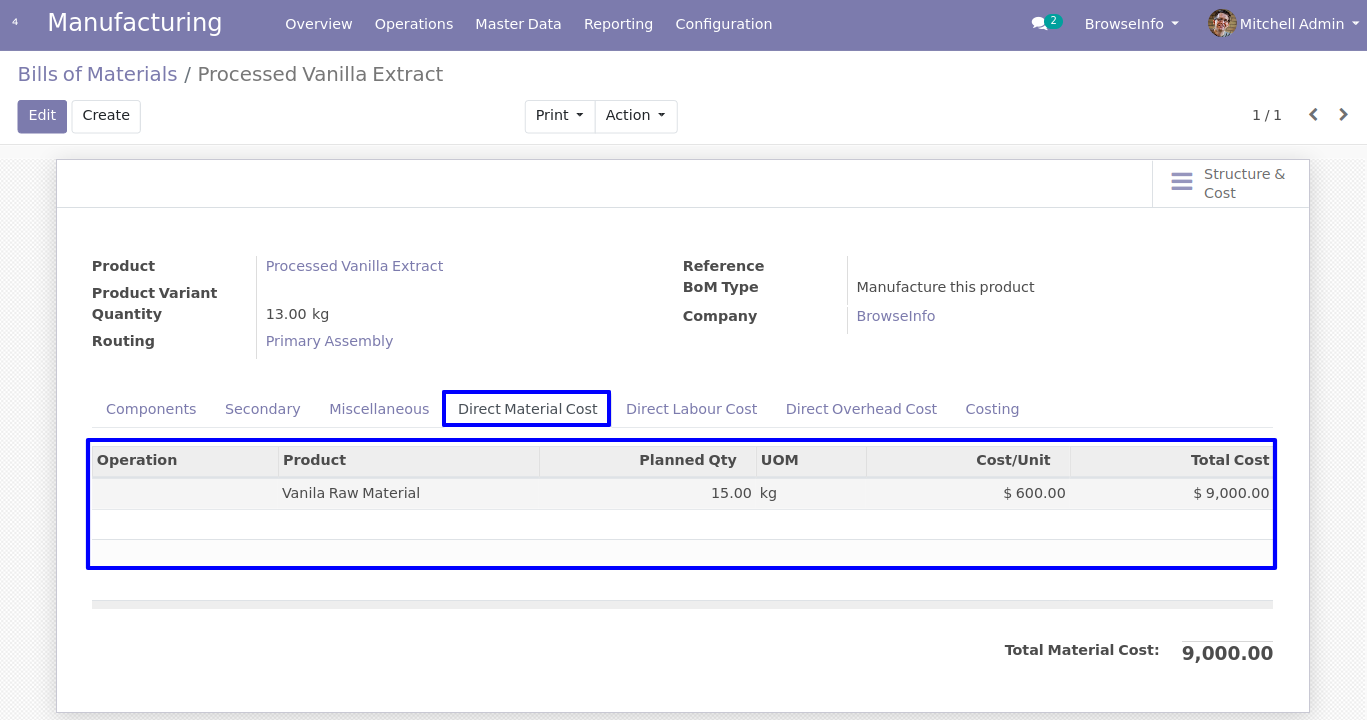 4 Manufacturing Overview Operations Master Data Reporting Configuration 2 BrowseInfo Mitchell Admin
Bills of Materials / Processed Vanilla Extract
Edit Create Print Action 1 / 1
Structure &
Cost
Product Processed Vanilla Extract Reference
Product Variant BoM Type Manufacture this product
Quantity 13.00 kg Company BrowseInfo
Routing Primary Assembly
Components Secondary Miscellaneous Direct Material Cost Direct Labour Cost Direct Overhead Cost Costing
Operation Product Planned Qty UOM Cost/Unit Total Cost
Vanila Raw Material 15.00 kg $ 600.00 $ 9,000.00
Total Material Cost: 9,000.00